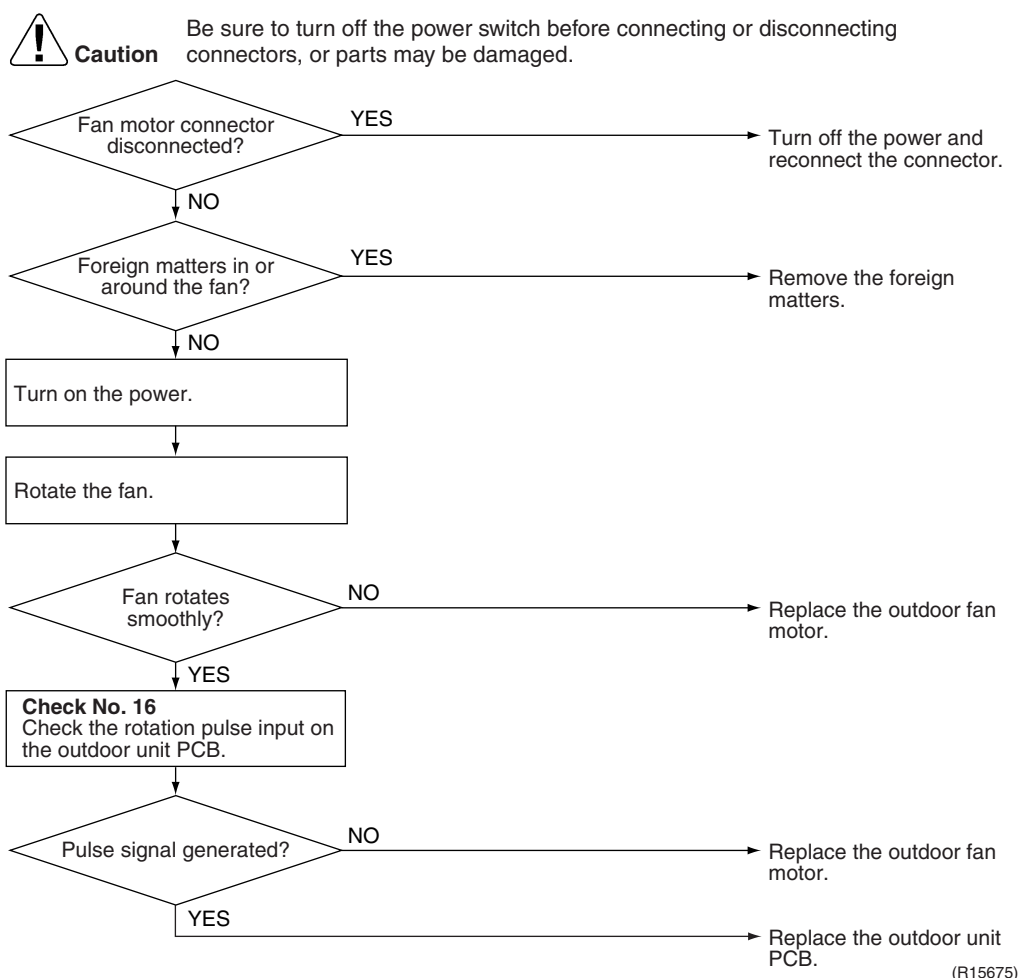 Be sure to turn off the power switch before connecting or disconnecting
Caution connectors, or parts may be damaged.
Fan motor connector
disconnected?
YES
Turn off the power and
reconnect the connector.
NO
Foreign matters in or
around the fan?
YES
Remove the foreign
matters.
NO
Turn on the power.
Rotate the fan.
Fan rotates
smoothly?
NO
Replace the outdoor fan
motor.
YES
Check No. 16
Check the rotation pulse input on
the outdoor unit PCB.
Pulse signal generated?
NO
Replace the outdoor fan
motor.
YES
Replace the outdoor unit
PCB.
(R15675)